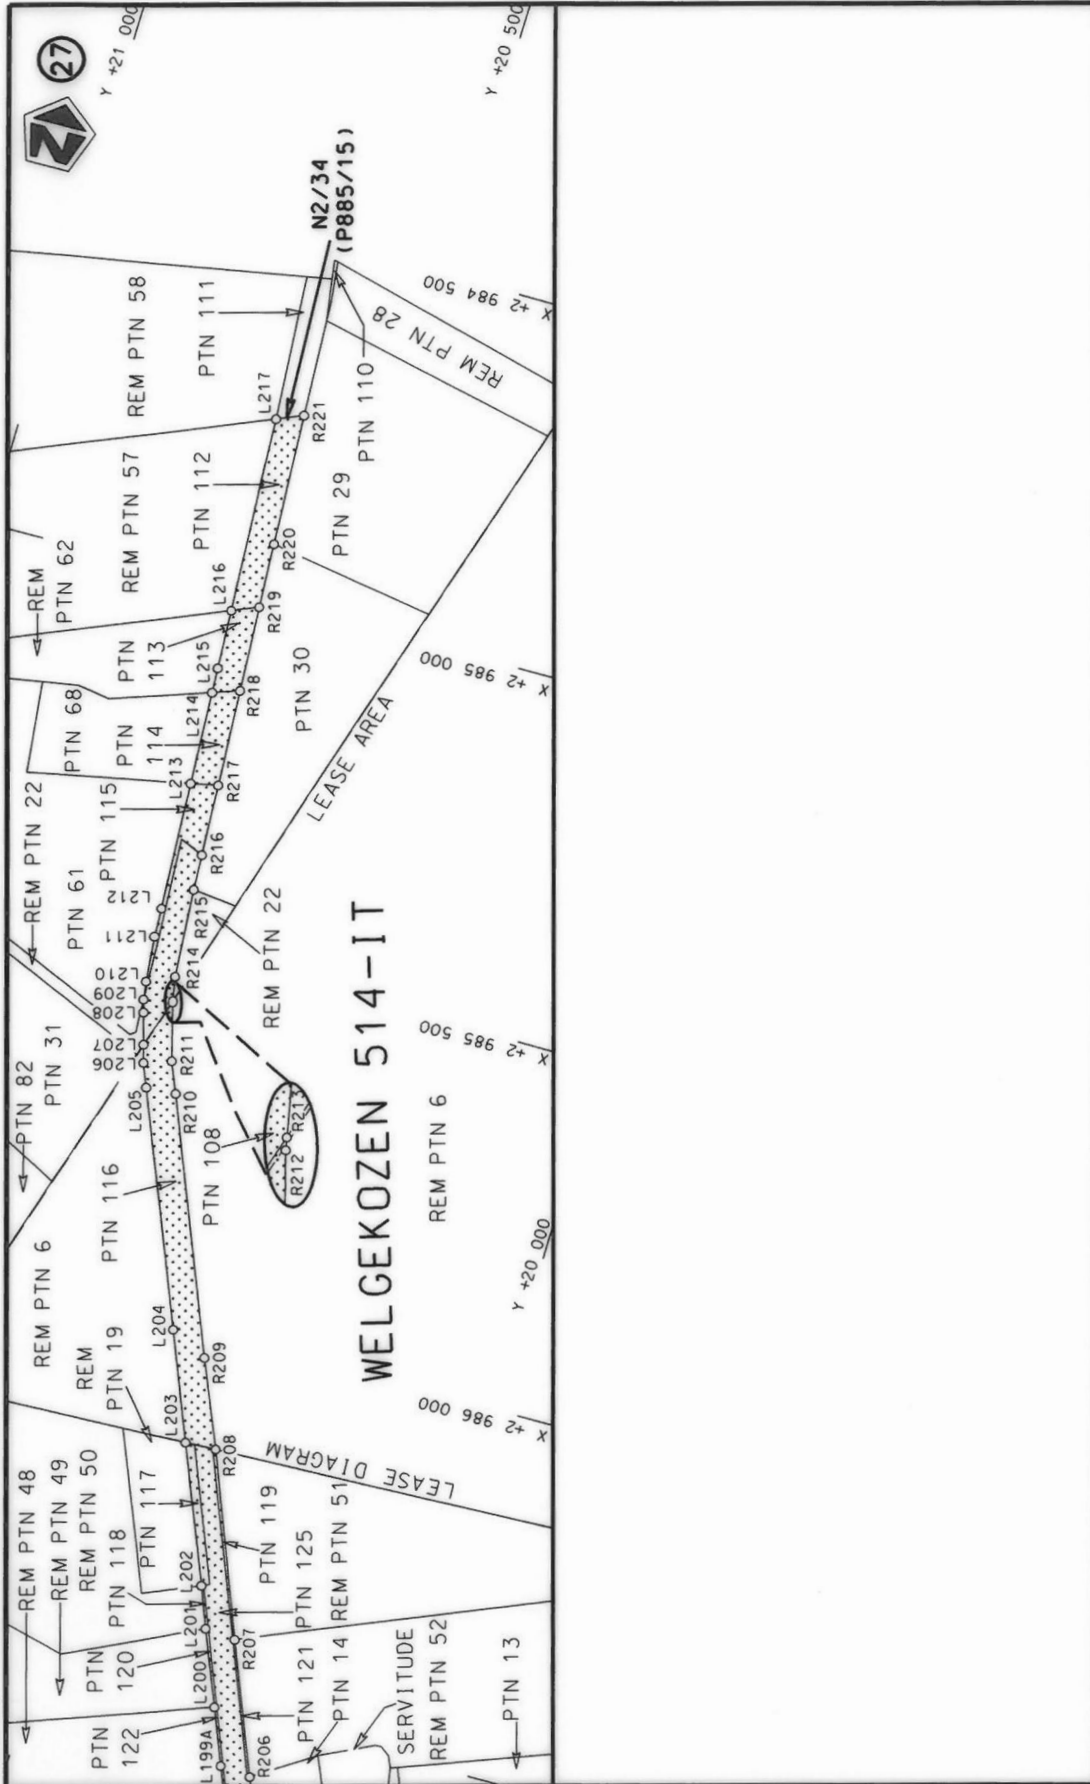 27
N
Y +21 000
Y +20 500
N2/34
(P885/15)
REM PTN 58
PTN 111
L217
R221
PTN 110
REM PTN 28
X +2 984 500
REM PTN 57
PTN 112
R220
PTN 29
REM
PTN 62
L216
R219
PTN
113
L215
R218
PTN 30
X +2 985 000
PTN 68
PTN
114
L214
L213
R217
LEASE AREA
REM PTN 22
PTN 61
PTN 115
R216
L212
L211
R215
REM PTN 22
L210
L209
L208
L207
L206
L205
R214
R211
R210
X +2 985 500
PTN 82
PTN 31
PTN 108
R213
R212
WELGEKOZEN 514-IT
REM PTN 6
PTN 116
REM PTN 6
Y +20 000
L204
R209
REM
PTN 19
L203
R208
X +2 986 000
LEASE DIAGRAM
REM PTN 48
REM PTN 49
REM PTN 50
PTN 117
PTN 118
L202
PTN 119
PTN 125
REM PTN 51
L201
R207
PTN
120
L200
PTN 121
PTN 14
SERVITUDE
REM PTN 52
PTN 13
PTN
122
L199A
R206